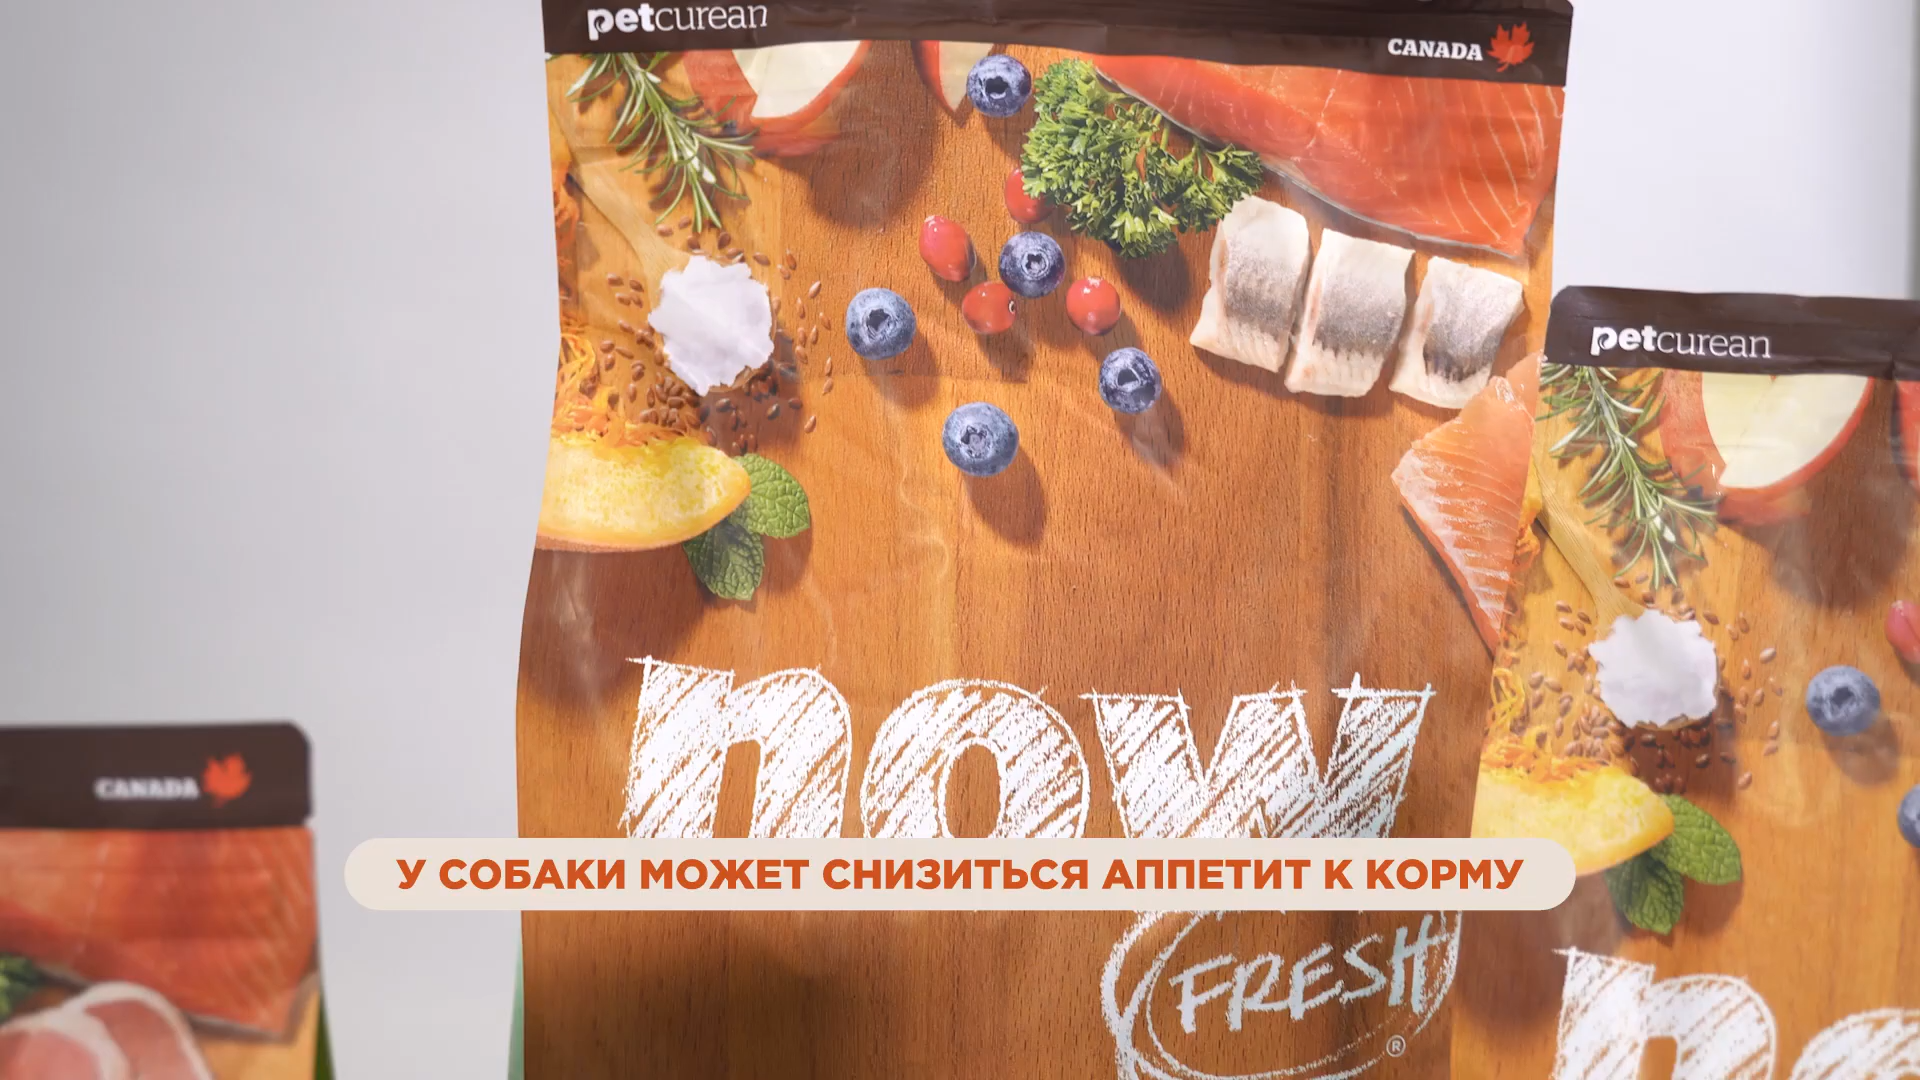 petcurean
CANADA
petcurean
now
CANADA
У СОБАКИ МОЖЕТ СНИЗИТЬСЯ АППЕТИТ К КОРМУ
FRESH
®